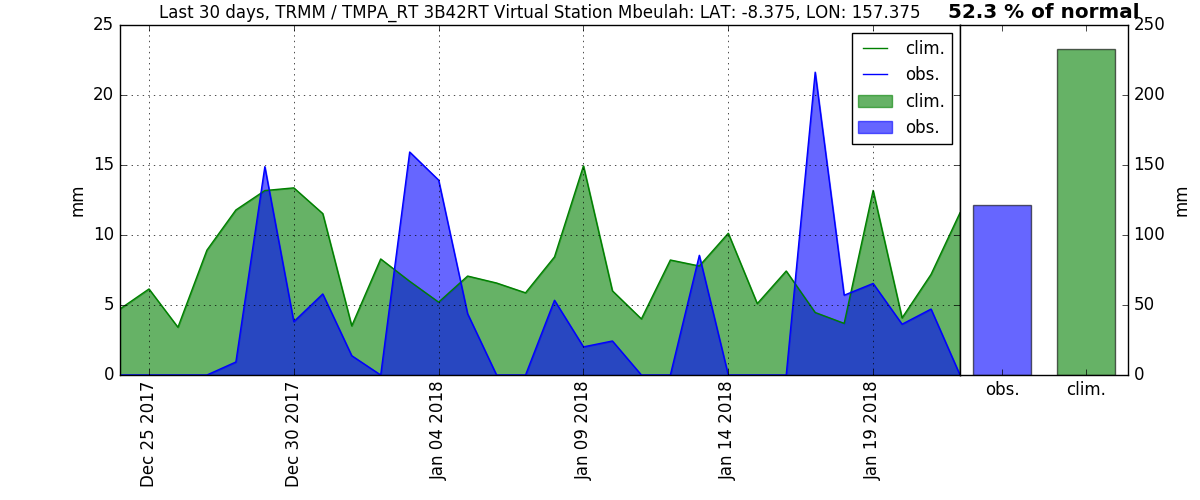 Last 30 days, TRMM / TMPA_RT 3B42RT Virtual Station Mbeulah: LAT: -8.375, LON: 157.375
52.3 % of normal
25
20
15
10
5
0
mm
clim.
obs.
clim.
obs.
Dec 25 2017
Dec 30 2017
Jan 04 2018
Jan 09 2018
Jan 14 2018
Jan 19 2018
250
200
150
100
50
0
mm
obs.
clim.